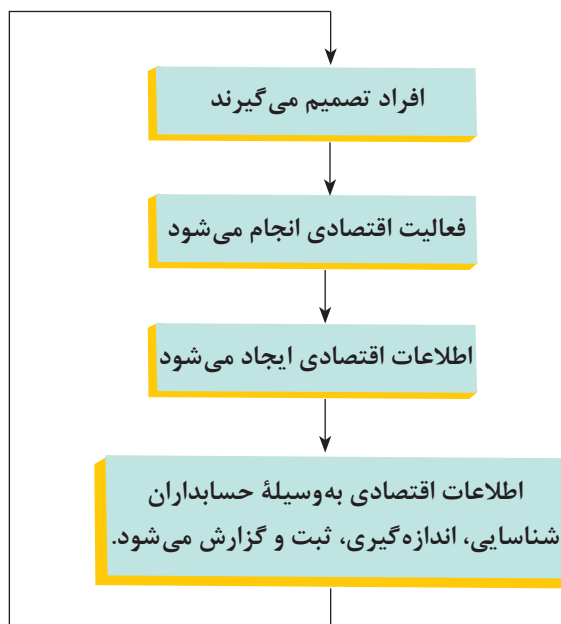 افراد تصمیم می‌گیرند
فعالیت اقتصادی انجام می‌شود
اطلاعات اقتصادی ایجاد می‌شود
اطلاعات اقتصادی به‌وسیلهٔ حسابداران
شناسایی، اندازه‌گیری، ثبت و گزارش می‌شود.